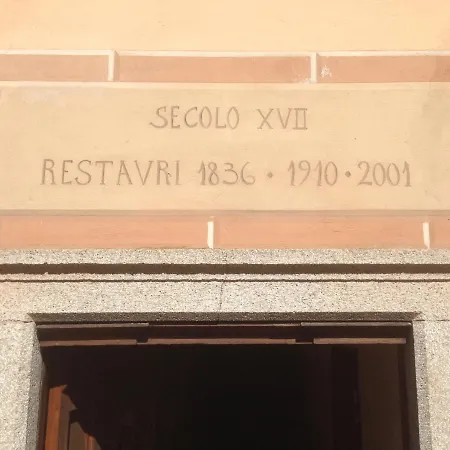 SECOLO XVII
RESTAVRI 1836 • 1910 • 2001